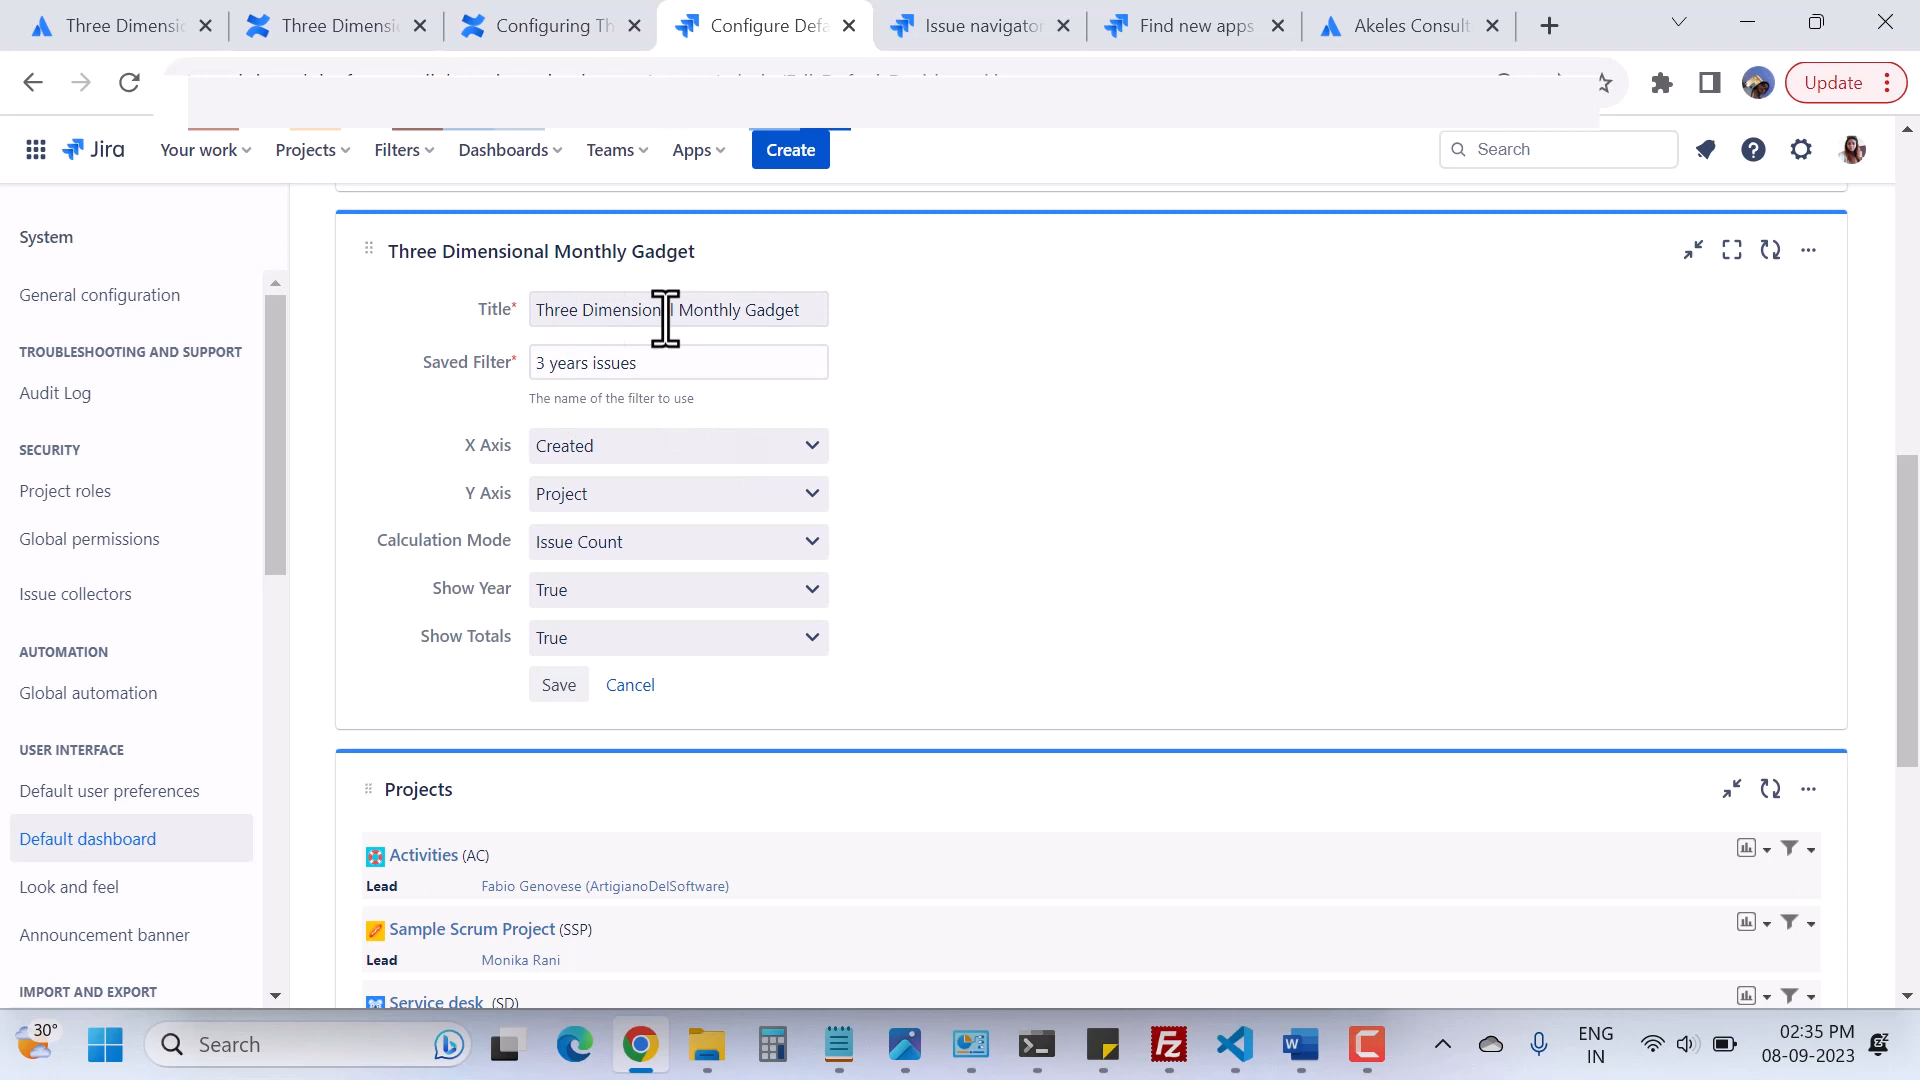 Three Dimensic
Three Dimensi
Configuring Th
Configure Defa
Issue navigator
Find new apps
Akeles Consult
Update
Jira
Your work
Projects
Filters
Dashboards
Teams
Apps
Create
Search
System
General configuration
TROUBLESHOOTING AND SUPPORT
Audit Log
SECURITY
Project roles
Global permissions
Issue collectors
AUTOMATION
Global automation
USER INTERFACE
Default user preferences
Default dashboard
Look and feel
Announcement banner
IMPORT AND EXPORT
Three Dimensional Monthly Gadget
Title* Three Dimensional Monthly Gadget
Saved Filter* 3 years issues
The name of the filter to use
X Axis Created
Y Axis Project
Calculation Mode Issue Count
Show Year True
Show Totals True
Save Cancel
Projects
Activities (AC)
Lead Fabio Genovese (ArtigianoDelSoftware)
Sample Scrum Project (SSP)
Lead Monika Rani
Service desk (SD)
30°
Search
ENG
IN
02:35 PM
08-09-2023